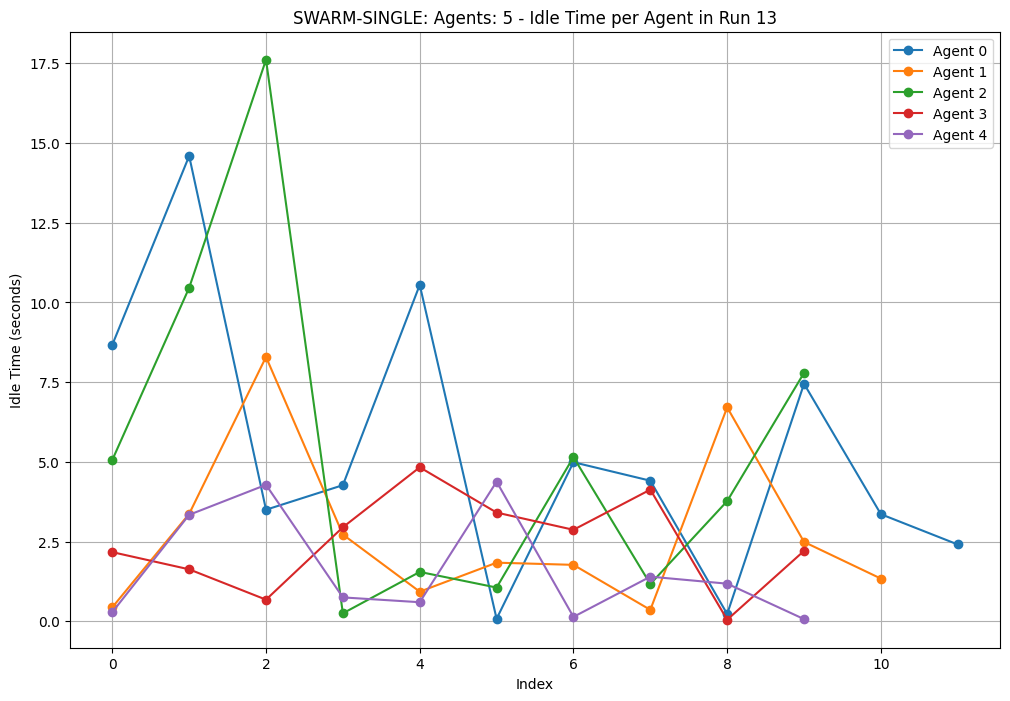 SWARM-SINGLE: Agents: 5 - Idle Time per Agent in Run 13
Agent 0
Agent 1
Agent 2
Agent 3
Agent 4
Idle Time (seconds)
17.5
15.0
12.5
10.0
7.5
5.0
2.5
0.0
0
2
4
6
8
10
Index